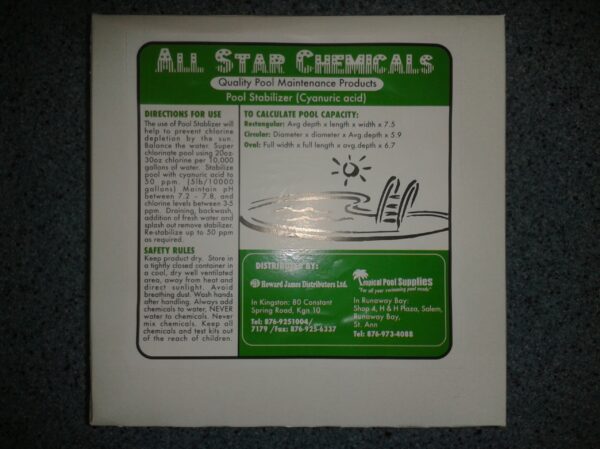 ALL STAR CHEMICALS
Quality Pool Maintenance Products
Pool Stabilizer (Cyanuric acid)
DIRECTIONS FOR USE
The use of Pool Stablizer will
help to prevent chlorine
depletion by the sun.
Balance the water. Super
chlorinate pool using 20oz-
30oz chlorine per 10,000
gallons of water. Stabilize
pool with cyanuric acid to
50 ppm. (5lb/10000
gallons) Maintain pH
between 7.2 - 7.8, and
chlorine levels between 3-5
ppm. Draining, backwash,
addition of fresh water and
splash out remove stabilizer.
Re-stabilize up to 50 ppm
as required.
SAFETY RULES
Keep product dry. Store in
a tightly closed container in
a cool, dry well ventilated
area, away from heat and
direct sunlight. Avoid
breathing dust. Wash hands
after handling. Always add
chemicals to water, NEVER
water to chemicals. Never
mix chemicals. Keep all
chemicals and test kits out
of the reach of children.
TO CALCULATE POOL CAPACITY:
Rectangular: Avg depth x length x width x 7.5
Circular: Diameter x diameter x Avg.depth x 5.9
Oval: Full width x full length x avg.depth x 6.7
DISTRIBUTED BY:
Howard James Distributors Ltd.
In Kingston: 80 Constant
Spring Road, Kgn 10
Tel: 876-9251004/
7179 /Fax: 876-925-6337
Tropical Pool Supplies
"For all your swimming pool needs"
In Runaway Bay:
Shop 4, H & H Plaza, Salem,
Runaway Bay,
St. Ann
Tel: 876-973-4088